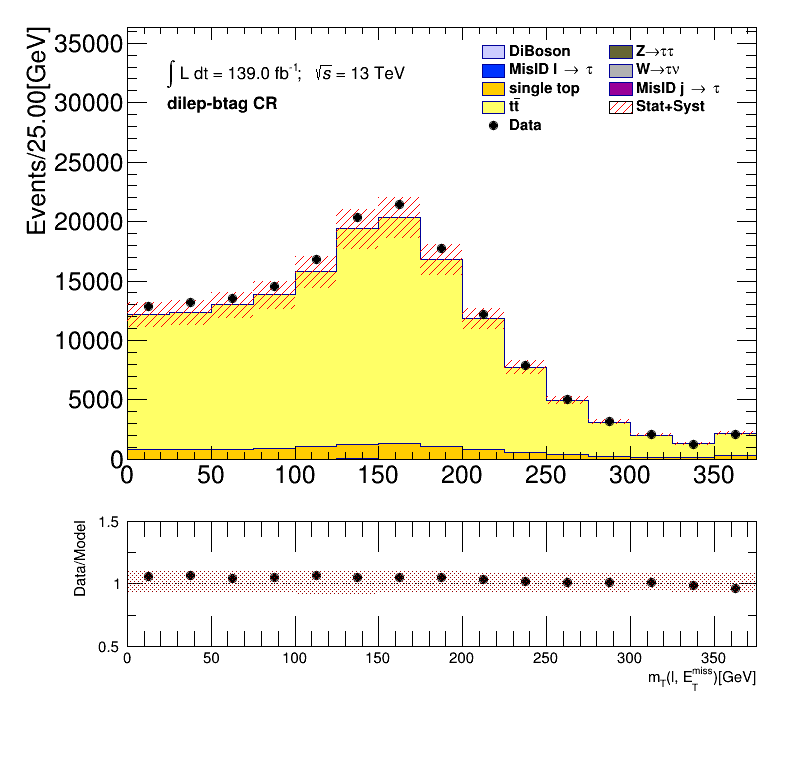 Events/25.00[GeV]
35000
30000
25000
20000
15000
10000
5000
0
∫ L dt = 139.0 fb⁻¹; √s = 13 TeV
dilep-btag CR
DiBoson
MisID l → τ
single top
tt̄
Data
Z→ττ
W→τν
MisID j → τ
Stat+Syst
0 50 100 150 200 250 300 350
Data/Model
1.5
1
0.5
0 50 100 150 200 250 300 350
m_T(l, E_T^miss)[GeV]